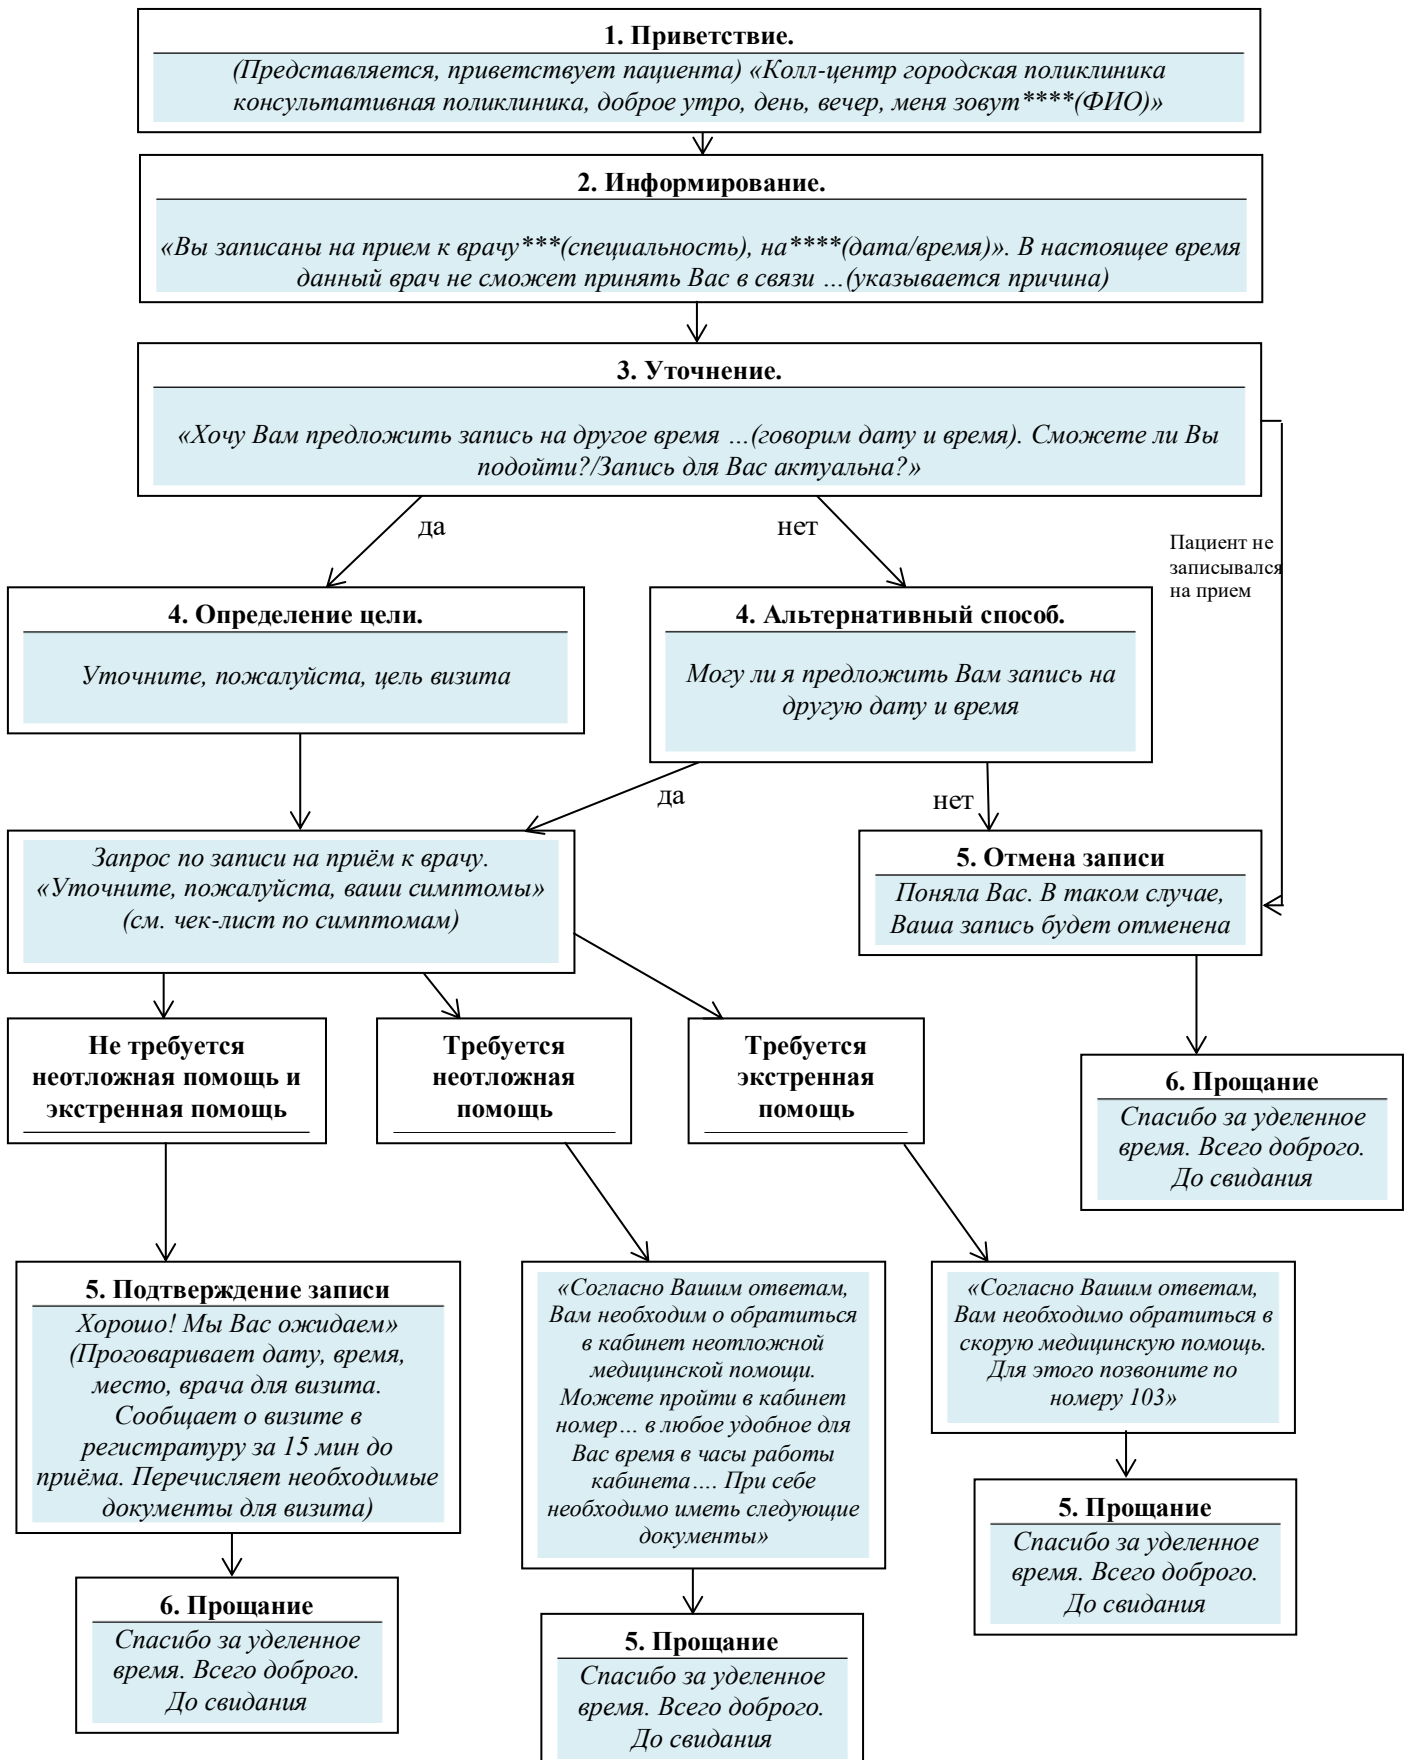 1. Приветствие.
(Представляется, приветствует пациента) «Колл-центр городская поликлиника
консультативная поликлиника, доброе утро, день, вечер, меня зовут****(ФИО)»
2. Информирование.
«Вы записаны на прием к врачу***(специальность), на****(дата/время)». В настоящее время
данный врач не сможет принять Вас в связи …(указывается причина)
3. Уточнение.
«Хочу Вам предложить запись на другое время …(говорим дату и время). Сможете ли Вы
подойти?/Запись для Вас актуальна?»
да
нет
Пациент не
записывался
на прием
4. Определение цели.
Уточните, пожалуйста, цель визита
4. Альтернативный способ.
Могу ли я предложить Вам запись на
другую дату и время
да
нет
Запрос по записи на приём к врачу.
«Уточните, пожалуйста, ваши симптомы»
(см. чек-лист по симптомам)
5. Отмена записи
Поняла Вас. В таком случае,
Ваша запись будет отменена
Не требуется
неотложная помощь и
экстренная помощь
Требуется
неотложная
помощь
Требуется
экстренная
помощь
6. Прощание
Спасибо за уделенное
время. Всего доброго.
До свидания
5. Подтверждение записи
Хорошо! Мы Вас ожидаем»
(Проговаривает дату, время,
место, врача для визита.
Сообщает о визите в
регистратуру за 15 мин до
приёма. Перечисляет необходимые
документы для визита)
«Согласно Вашим ответам,
Вам необходим о обратиться
в кабинет неотложной
медицинской помощи.
Можете пройти в кабинет
номер… в любое удобное для
Вас время в часы работы
кабинета…. При себе
необходимо иметь следующие
документы»
«Согласно Вашим ответам,
Вам необходимо обратиться в
скорую медицинскую помощь.
Для этого позвоните по
номеру 103»
6. Прощание
Спасибо за уделенное
время. Всего доброго.
До свидания
5. Прощание
Спасибо за уделенное
время. Всего доброго.
До свидания
5. Прощание
Спасибо за уделенное
время. Всего доброго.
До свидания